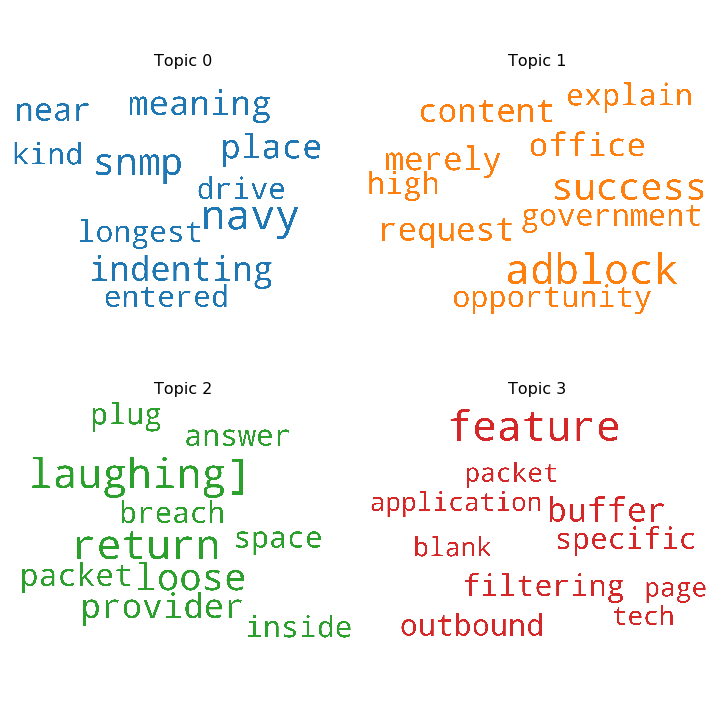 Topic 0
meaning
near
place
kind
snmp
drive
navy
longest
indenting
entered
Topic 1
explain
content
office
merely
high
success
government
request
adblock
opportunity
Topic 2
plug
answer
laughing]
breach
space
return
packet
loose
provider
inside
Topic 3
feature
packet
application
buffer
specific
blank
filtering
page
tech
outbound